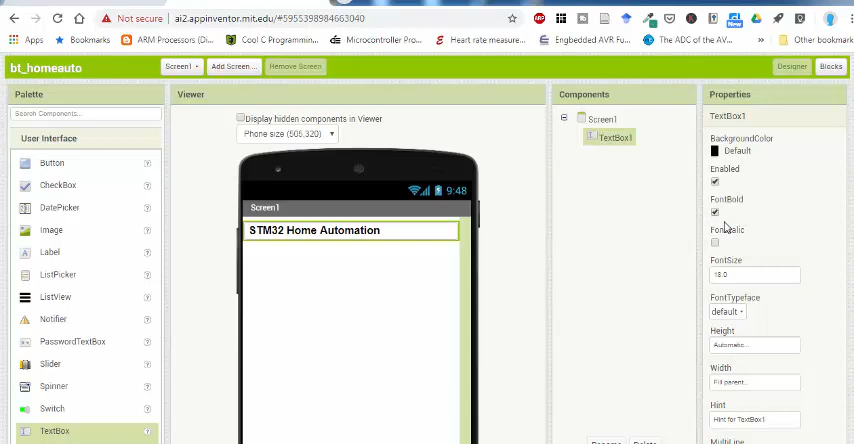 Not secure ai2.appinventor.mit.edu/#5955398984663040
Apps Bookmarks ARM Processors (Di... Cool C Programmin... Microcontroller Pro... Heart rate measure... Engbedded AVR Fu... The ADC of the AV... » Other bookmark
bt_homeauto Screen1 Add Screen ... Remove Screen Designer Blocks
Palette
Search Components...
User Interface
Button
CheckBox
DatePicker
Image
Label
ListPicker
ListView
Notifier
PasswordTextBox
Slider
Spinner
Switch
TextBox
Viewer
Display hidden components in Viewer
Phone size (505,320)
9:48
Screen1
STM32 Home Automation
Components
Screen1
TextBox1
Rename Delete
Properties
TextBox1
BackgroundColor
Default
Enabled
FontBold
FontItalic
FontSize
18.0
FontTypeface
default
Height
Automatic...
Width
Fill parent...
Hint
Hint for TextBox1
MultiLine